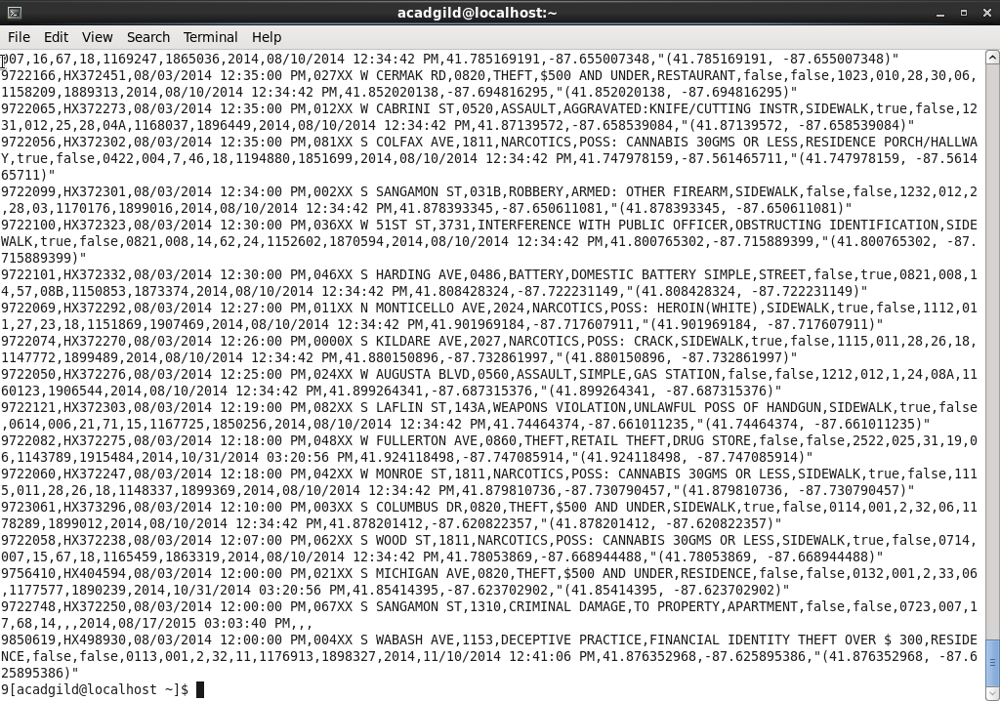 acadgild@localhost:~
File Edit View Search Terminal Help
007,16,67,18,1169247,1865036,2014,08/10/2014 12:34:42 PM,41.785169191,-87.655007348,"(41.785169191, -87.655007348)"
9722166,HX372451,08/03/2014 12:35:00 PM,027XX W CERMAK RD,0820,THEFT,$500 AND UNDER,RESTAURANT,false,false,1023,010,28,30,06,
1158209,1889313,2014,08/10/2014 12:34:42 PM,41.852020138,-87.694816295,"(41.852020138, -87.694816295)"
9722065,HX372273,08/03/2014 12:35:00 PM,012XX W CABRINI ST,0520,ASSAULT,AGGRAVATED:KNIFE/CUTTING INSTR,SIDEWALK,true,false,12
31,012,25,28,04A,1168037,1896449,2014,08/10/2014 12:34:42 PM,41.87139572,-87.658539084,"(41.87139572, -87.658539084)"
9722056,HX372302,08/03/2014 12:35:00 PM,081XX S COLFAX AVE,1811,NARCOTICS,POSS: CANNABIS 30GMS OR LESS,RESIDENCE PORCH/HALLWA
Y,true,false,0422,004,7,46,18,1194880,1851699,2014,08/10/2014 12:34:42 PM,41.747978159,-87.561465711,"(41.747978159, -87.5614
65711)"
9722099,HX372301,08/03/2014 12:34:00 PM,002XX S SANGAMON ST,031B,ROBBERY,ARMED: OTHER FIREARM,SIDEWALK,false,false,1232,012,2
,28,03,1170176,1899016,2014,08/10/2014 12:34:42 PM,41.878393345,-87.650611081,"(41.878393345, -87.650611081)"
9722100,HX372323,08/03/2014 12:30:00 PM,036XX W 51ST ST,3731,INTERFERENCE WITH PUBLIC OFFICER,OBSTRUCTING IDENTIFICATION,SIDE
WALK,true,false,0821,008,14,62,24,1152602,1870594,2014,08/10/2014 12:34:42 PM,41.800765302,-87.715889399,"(41.800765302, -87.
715889399)"
9722101,HX372332,08/03/2014 12:30:00 PM,046XX S HARDING AVE,0486,BATTERY,DOMESTIC BATTERY SIMPLE,STREET,false,true,0821,008,1
4,57,08B,1150853,1873374,2014,08/10/2014 12:34:42 PM,41.808428324,-87.722231149,"(41.808428324, -87.722231149)"
9722069,HX372292,08/03/2014 12:27:00 PM,011XX N MONTICELLO AVE,2024,NARCOTICS,POSS: HEROIN(WHITE),SIDEWALK,true,false,1112,01
1,27,23,18,1151869,1907469,2014,08/10/2014 12:34:42 PM,41.901969184,-87.717607911,"(41.901969184, -87.717607911)"
9722074,HX372270,08/03/2014 12:26:00 PM,0000X S KILDARE AVE,2027,NARCOTICS,POSS: CRACK,SIDEWALK,true,false,1115,011,28,26,18,
1147772,1899489,2014,08/10/2014 12:34:42 PM,41.880150896,-87.732861997,"(41.880150896, -87.732861997)"
9722050,HX372276,08/03/2014 12:25:00 PM,024XX W AUGUSTA BLVD,0560,ASSAULT,SIMPLE,GAS STATION,false,false,1212,012,1,24,08A,11
60123,1906544,2014,08/10/2014 12:34:42 PM,41.899264341,-87.687315376,"(41.899264341, -87.687315376)"
9722121,HX372303,08/03/2014 12:19:00 PM,082XX S LAFLIN ST,143A,WEAPONS VIOLATION,UNLAWFUL POSS OF HANDGUN,SIDEWALK,true,false
,0614,006,21,71,15,1167725,1850256,2014,08/10/2014 12:34:42 PM,41.74464374,-87.661011235,"(41.74464374, -87.661011235)"
9722082,HX372275,08/03/2014 12:18:00 PM,048XX W FULLERTON AVE,0860,THEFT,RETAIL THEFT,DRUG STORE,false,false,2522,025,31,19,0
6,1143789,1915484,2014,10/31/2014 03:20:56 PM,41.924118498,-87.747085914,"(41.924118498, -87.747085914)"
9722060,HX372247,08/03/2014 12:18:00 PM,042XX W MONROE ST,1811,NARCOTICS,POSS: CANNABIS 30GMS OR LESS,SIDEWALK,true,false,111
5,011,28,26,18,1148337,1899369,2014,08/10/2014 12:34:42 PM,41.879810736,-87.730790457,"(41.879810736, -87.730790457)"
9723061,HX373296,08/03/2014 12:10:00 PM,003XX S COLUMBUS DR,0820,THEFT,$500 AND UNDER,SIDEWALK,true,false,0114,001,2,32,06,11
78289,1899012,2014,08/10/2014 12:34:42 PM,41.878201412,-87.620822357,"(41.878201412, -87.620822357)"
9722058,HX372238,08/03/2014 12:07:00 PM,062XX S WOOD ST,1811,NARCOTICS,POSS: CANNABIS 30GMS OR LESS,SIDEWALK,true,false,0714,
007,15,67,18,1165459,1863319,2014,08/10/2014 12:34:42 PM,41.78053869,-87.668944488,"(41.78053869, -87.668944488)"
9756410,HX404594,08/03/2014 12:00:00 PM,021XX S MICHIGAN AVE,0820,THEFT,$500 AND UNDER,RESIDENCE,false,false,0132,001,2,33,06
,1177577,1890239,2014,10/31/2014 03:20:56 PM,41.85414395,-87.623702902,"(41.85414395, -87.623702902)"
9722748,HX372250,08/03/2014 12:00:00 PM,067XX S SANGAMON ST,1310,CRIMINAL DAMAGE,TO PROPERTY,APARTMENT,false,false,0723,007,1
7,68,14,,,2014,08/17/2015 03:03:40 PM,,,
9850619,HX498930,08/03/2014 12:00:00 PM,004XX S WABASH AVE,1153,DECEPTIVE PRACTICE,FINANCIAL IDENTITY THEFT OVER $ 300,RESIDE
NCE,false,false,0113,001,2,32,11,1176913,1898327,2014,11/10/2014 12:41:06 PM,41.876352968,-87.625895386,"(41.876352968, -87.6
25895386)"
9[acadgild@localhost ~]$